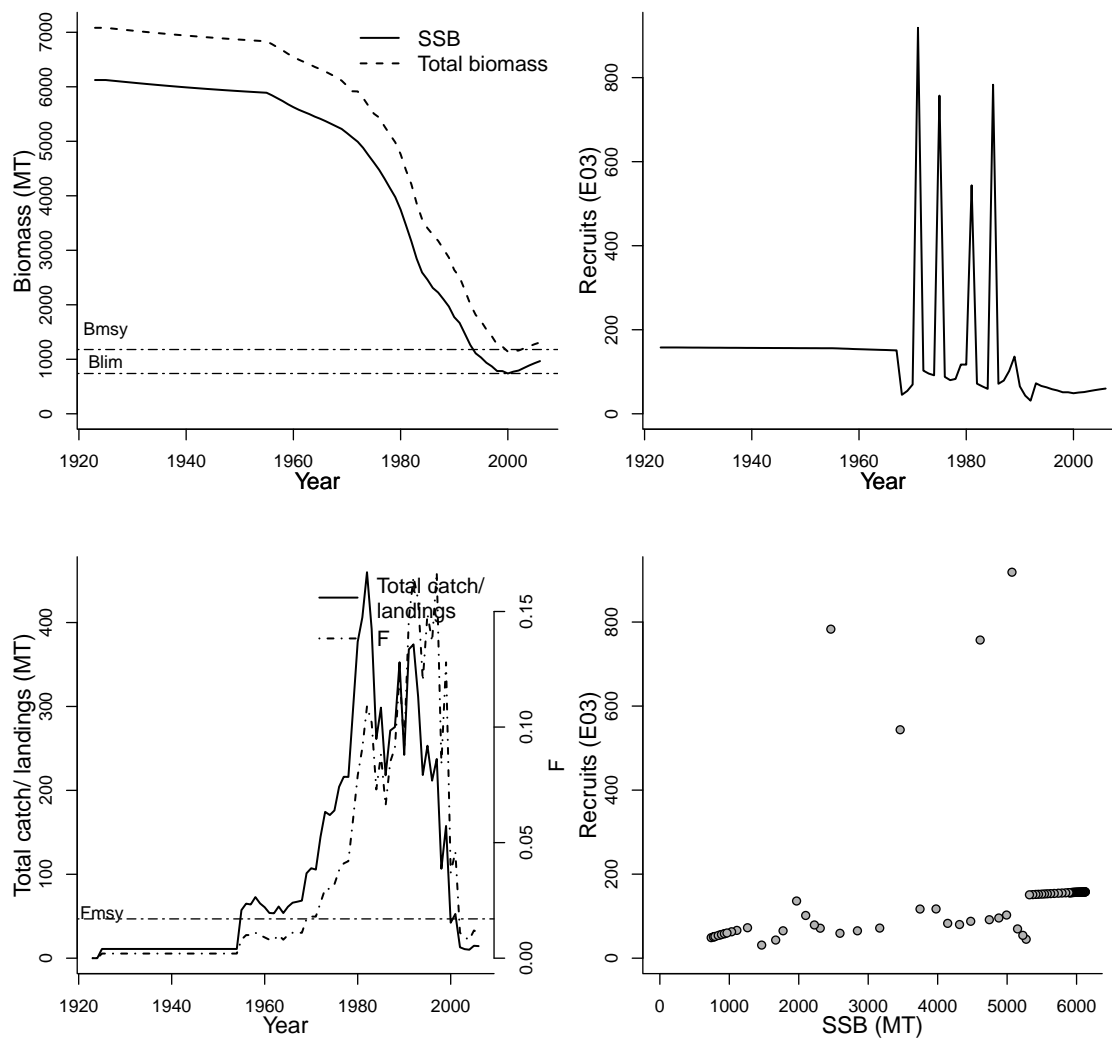 SSB
Total biomass
Biomass (MT)
7000
6000
5000
4000
3000
2000
1000
0
Bmsy
Blim
1920 1940 1960 1980 2000
Year
Recruits (E03)
800
600
400
200
0
1920 1940 1960 1980 2000
Year
Total catch/
landings
F
Total catch/ landings (MT)
400
300
200
100
0
Fmsy
0.15
0.10
0.05
0.00
F
1920 1940 1960 1980 2000
Year
Recruits (E03)
800
600
400
200
0
0 1000 2000 3000 4000 5000 6000
SSB (MT)